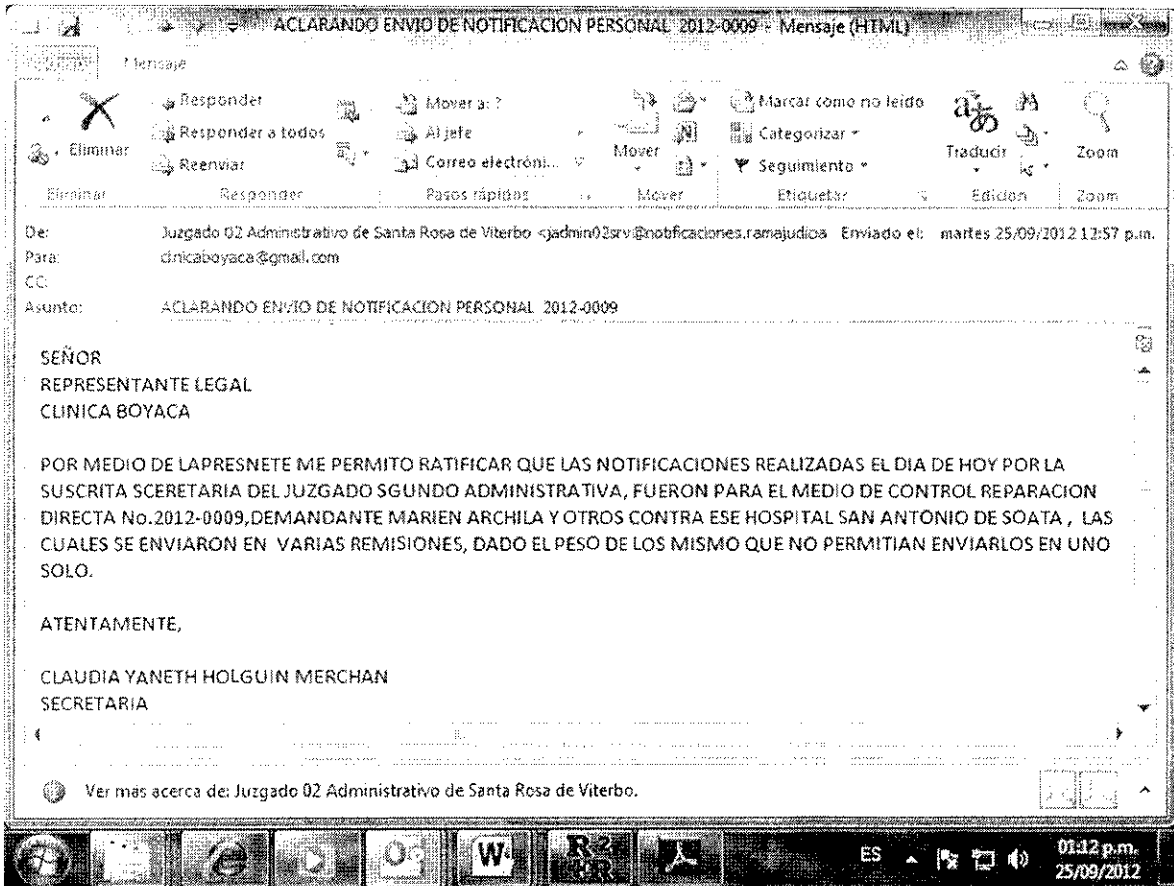 ACLARANDO ENVIO DE NOTIFICACION PERSONAL 2012-0009 - Mensaje (HTML)
Mensaje
Eliminar
Responder
Responder a todos
Reenviar
Mover a: ?
Al jefe
Correo electróni...
Mover
Marcar como no leído
Categorizar
Seguimiento
Traducir
Zoom
Eliminar Responder Pasos rápidos Mover Etiquetar Edición Zoom
De: Juzgado 02 Administrativo de Santa Rosa de Viterbo <jadmin02srv@notificaciones.ramajudicia Enviado el: martes 25/09/2012 12:57 p.m.
Para: clinicaboyaca@gmail.com
CC:
Asunto: ACLARANDO ENVIO DE NOTIFICACION PERSONAL 2012-0009
SEÑOR
REPRESENTANTE LEGAL
CLINICA BOYACA
POR MEDIO DE LAPRESNETE ME PERMITO RATIFICAR QUE LAS NOTIFICACIONES REALIZADAS EL DIA DE HOY POR LA
SUSCRITA SCERETARIA DEL JUZGADO SGUNDO ADMINISTRATIVA, FUERON PARA EL MEDIO DE CONTROL REPARACION
DIRECTA No.2012-0009,DEMANDANTE MARIEN ARCHILA Y OTROS CONTRA ESE HOSPITAL SAN ANTONIO DE SOATA , LAS
CUALES SE ENVIARON EN VARIAS REMISIONES, DADO EL PESO DE LOS MISMO QUE NO PERMITIAN ENVIARLOS EN UNO
SOLO.
ATENTAMENTE,
CLAUDIA YANETH HOLGUIN MERCHAN
SECRETARIA
Ver más acerca de: Juzgado 02 Administrativo de Santa Rosa de Viterbo.
ES 01:12 p.m.
25/09/2012